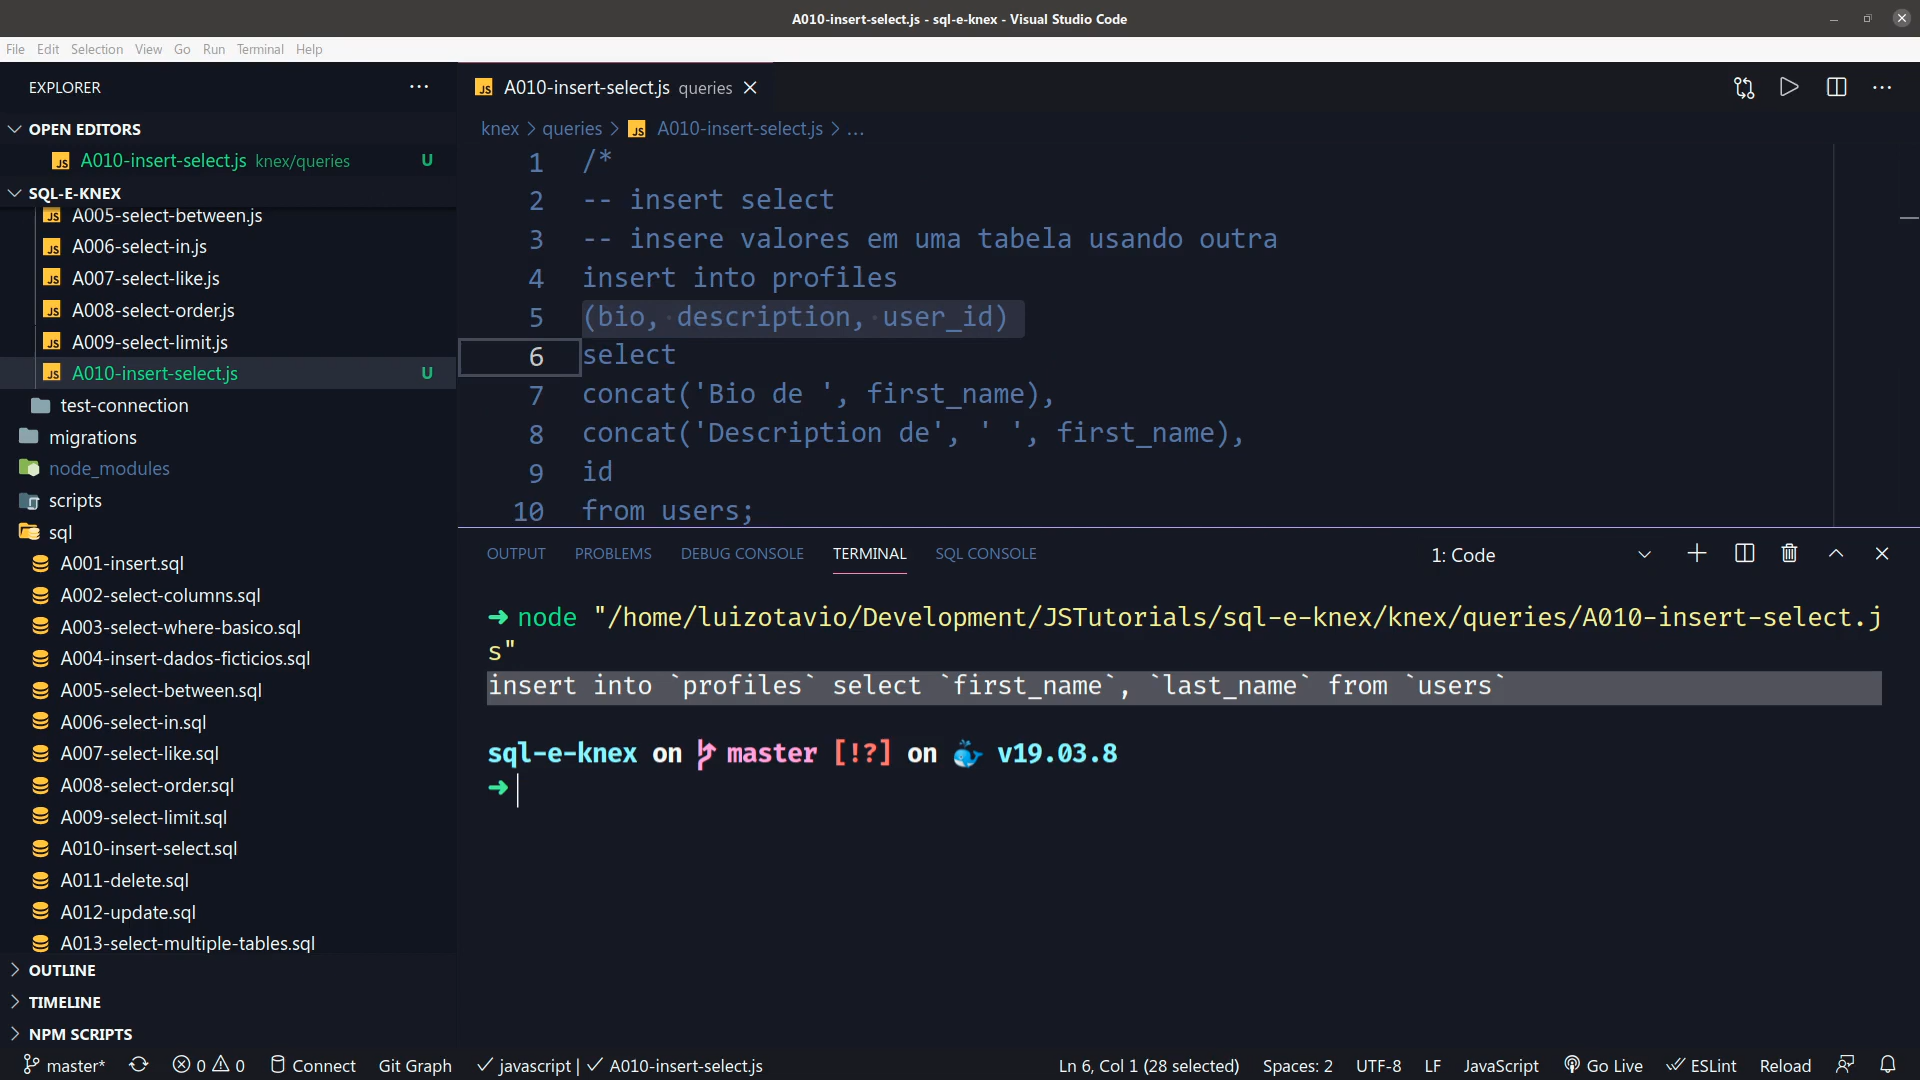 A010-insert-select.js - sql-e-knex - Visual Studio Code
File Edit Selection View Go Run Terminal Help
EXPLORER
OPEN EDITORS
A010-insert-select.js knex/queries U
SQL-E-KNEX
A005-select-between.js
A006-select-in.js
A007-select-like.js
A008-select-order.js
A009-select-limit.js
A010-insert-select.js U
test-connection
migrations
node_modules
scripts
sql
A001-insert.sql
A002-select-columns.sql
A003-select-where-basico.sql
A004-insert-dados-ficticios.sql
A005-select-between.sql
A006-select-in.sql
A007-select-like.sql
A008-select-order.sql
A009-select-limit.sql
A010-insert-select.sql
A011-delete.sql
A012-update.sql
A013-select-multiple-tables.sql
OUTLINE
TIMELINE
NPM SCRIPTS
A010-insert-select.js queries
knex > queries > A010-insert-select.js > ...
1 /*
2 -- insert select
3 -- insere valores em uma tabela usando outra
4 insert into profiles
5 (bio, description, user_id)
6 select
7 concat('Bio de ', first_name),
8 concat('Description de', ' ', first_name),
9 id
10 from users;
OUTPUT PROBLEMS DEBUG CONSOLE TERMINAL SQL CONSOLE
1: Code
➜ node "/home/luizotavio/Development/JSTutorials/sql-e-knex/knex/queries/A010-insert-select.j
s"
insert into `profiles` select `first_name`, `last_name` from `users`
sql-e-knex on master [!?] on 🐳 v19.03.8
➜
master* 0 0 Connect Git Graph ✓ javascript | ✓ A010-insert-select.js
Ln 6, Col 1 (28 selected) Spaces: 2 UTF-8 LF JavaScript Go Live ESLint Reload